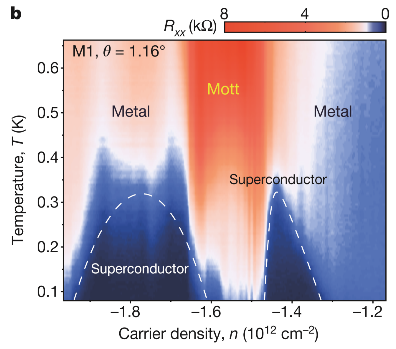 b
Rxx (kΩ)
8 4 0
M1, θ = 1.16°
Mott
Metal
Metal
Superconductor
Superconductor
Temperature, T (K)
0.6
0.5
0.4
0.3
0.2
0.1
−1.8 −1.6 −1.4 −1.2
Carrier density, n (10¹² cm⁻²)